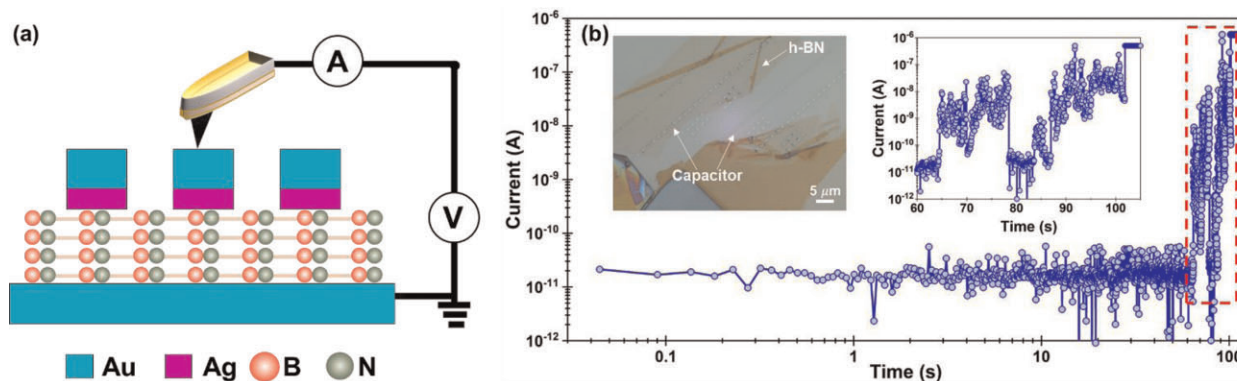 (a)
A
V
Au Ag B N
(b)
Current (A)
10⁻⁶
10⁻⁷
10⁻⁸
10⁻⁹
10⁻¹⁰
10⁻¹¹
10⁻¹²
0.1 1 10 100
Time (s)
h-BN
Capacitor
5 μm
Current (A)
10⁻⁶
10⁻⁷
10⁻⁸
10⁻⁹
10⁻¹⁰
10⁻¹¹
10⁻¹²
60 70 80 90 100
Time (s)